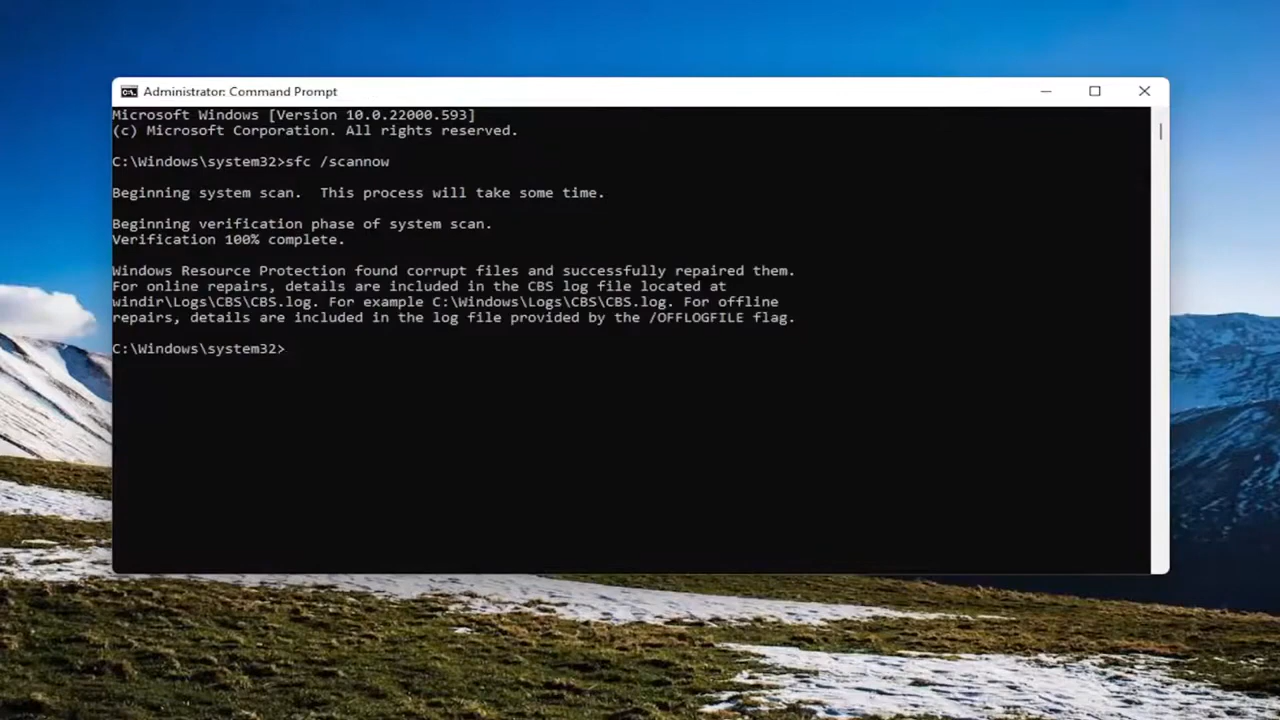 Administrator: Command Prompt
Microsoft Windows [Version 10.0.22000.593]
(c) Microsoft Corporation. All rights reserved.
C:\Windows\system32>sfc /scannow
Beginning system scan.  This process will take some time.
Beginning verification phase of system scan.
Verification 100% complete.
Windows Resource Protection found corrupt files and successfully repaired them.
For online repairs, details are included in the CBS log file located at
windir\Logs\CBS\CBS.log. For example C:\Windows\Logs\CBS\CBS.log. For offline
repairs, details are included in the log file provided by the /OFFLOGFILE flag.
C:\Windows\system32>